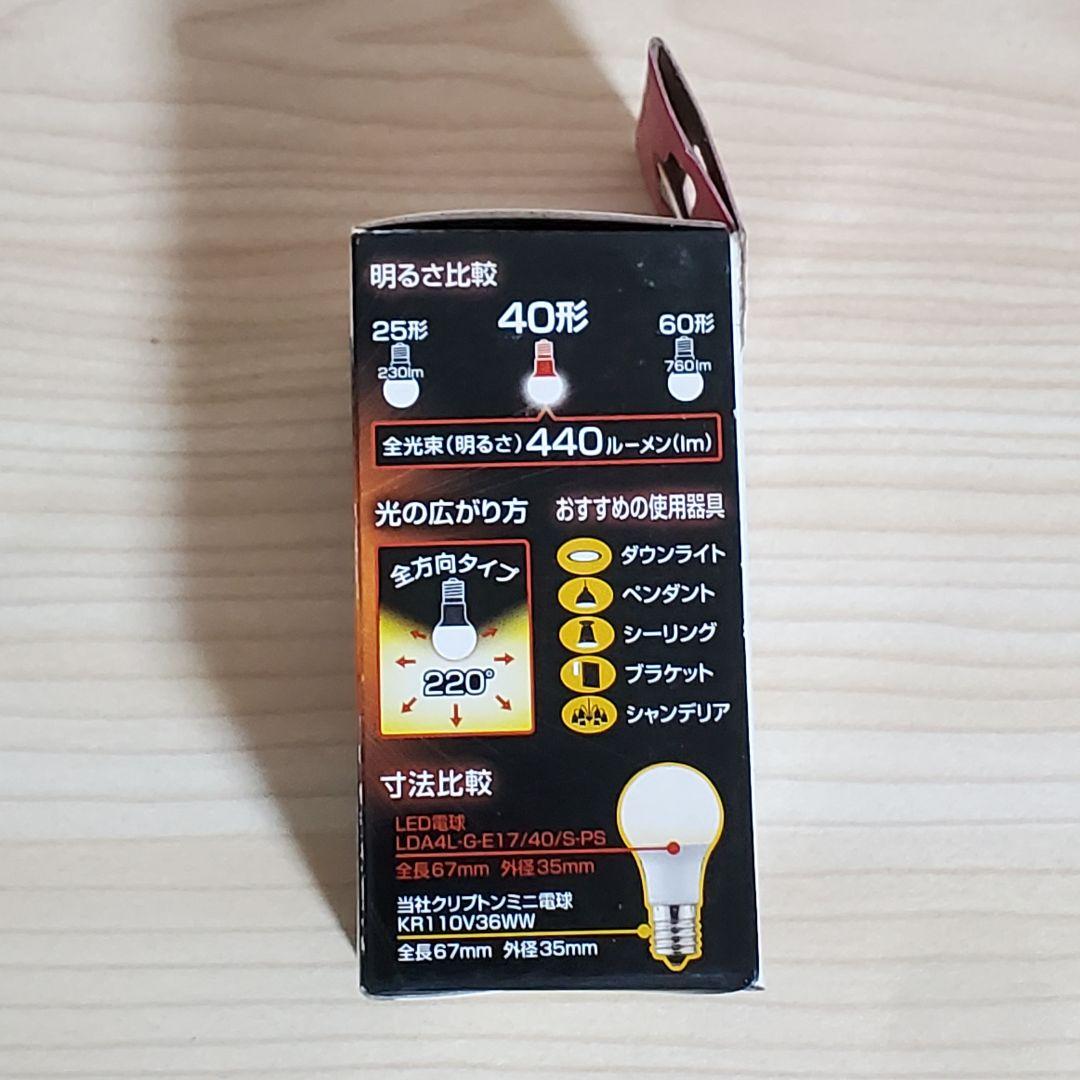 明るさ比較
25形
40形
60形
230lm
760lm
全光束(明るさ)440ルーメン(lm)
光の広がり方
全方向タイプ
220°
おすすめの使用器具
ダウンライト
ペンダント
シーリング
ブラケット
シャンデリア
寸法比較
LED電球
LDA4L-G-E17/40/S-PS
全長67mm 外径35mm
当社クリプトンミニ電球
KR110V36WW
全長67mm 外径35mm